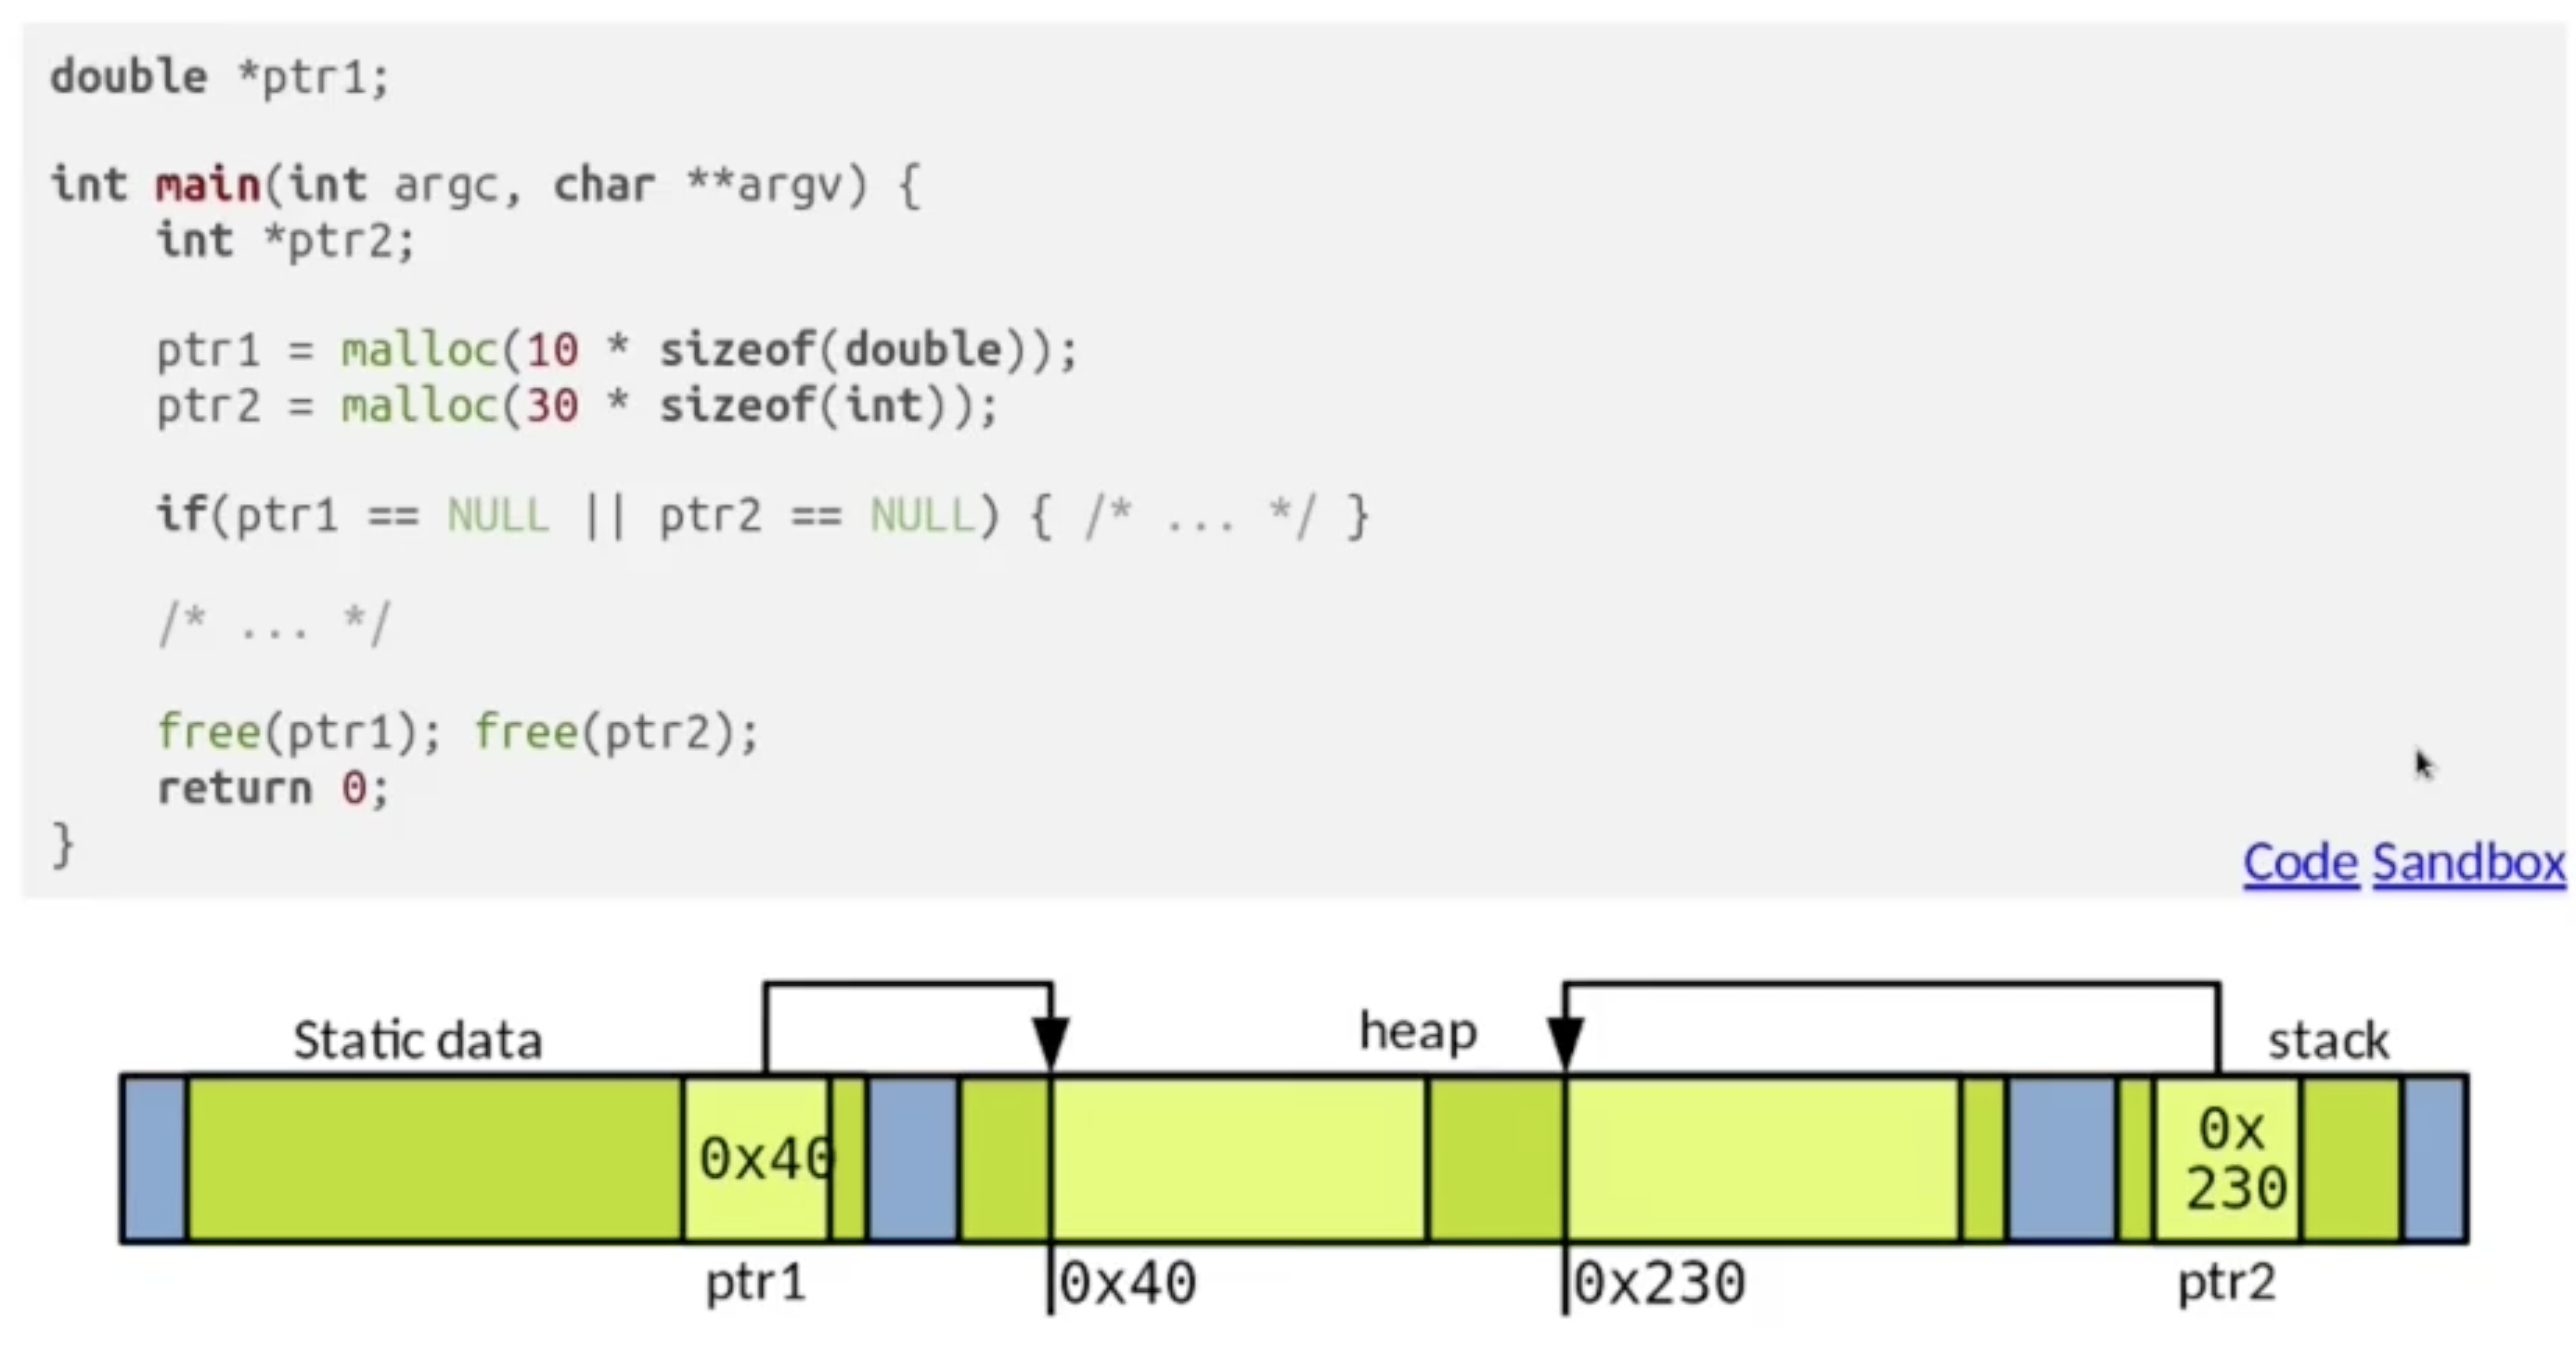 double *ptr1;
int main(int argc, char **argv) {
    int *ptr2;
    ptr1 = malloc(10 * sizeof(double));
    ptr2 = malloc(30 * sizeof(int));
    if(ptr1 == NULL || ptr2 == NULL) { /* ... */ }
    /* ... */
    free(ptr1); free(ptr2);
    return 0;
}
Code Sandbox
Static data
heap
stack
0x40
0x
230
ptr1
0x40
0x230
ptr2